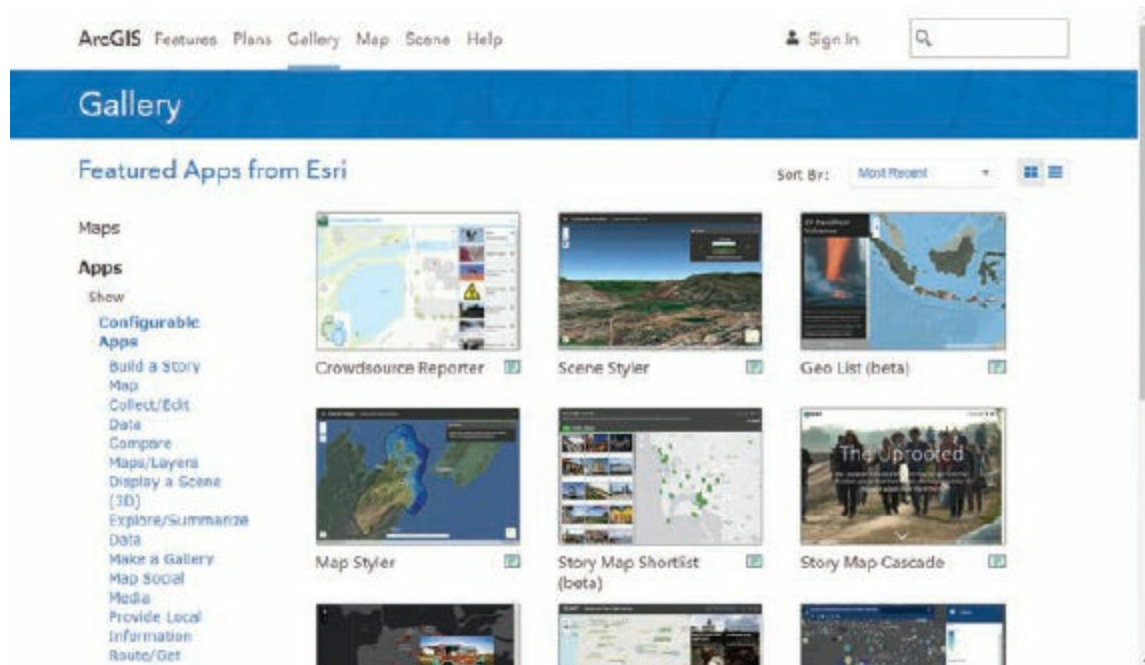 ArcGIS Features Plans Gallery Map Scene Help Sign In
Gallery
Featured Apps from Esri
Sort By: Most Recent
Maps
Apps
Show
Configurable
Apps
Build a Story
Map
Collect/Edit
Data
Compare
Maps/Layers
Display a Scene
(3D)
Explore/Summarize
Data
Make a Gallery
Map Social
Media
Provide Local
Information
Route/Get
Crowdsource Reporter
Scene Styler
Geo List (beta)
The Uprooted
Map Styler
Story Map Shortlist
(beta)
Story Map Cascade